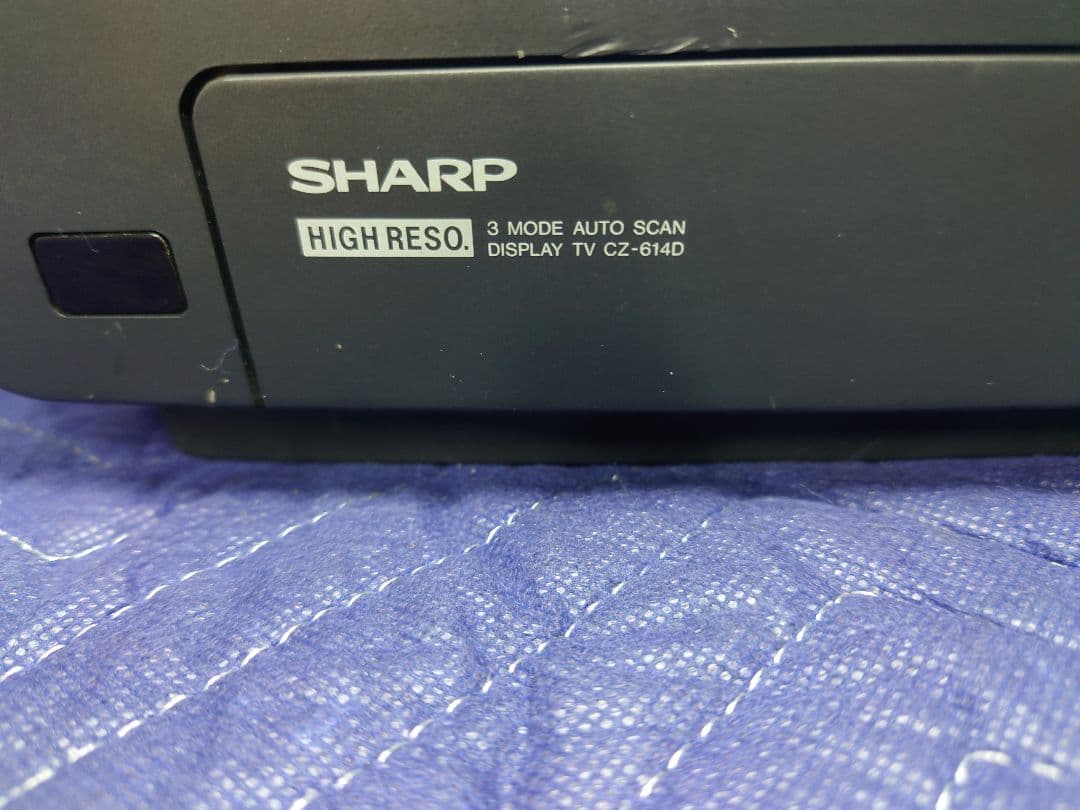 SHARP
HIGH RESO.
3 MODE AUTO SCAN
DISPLAY TV CZ-614D